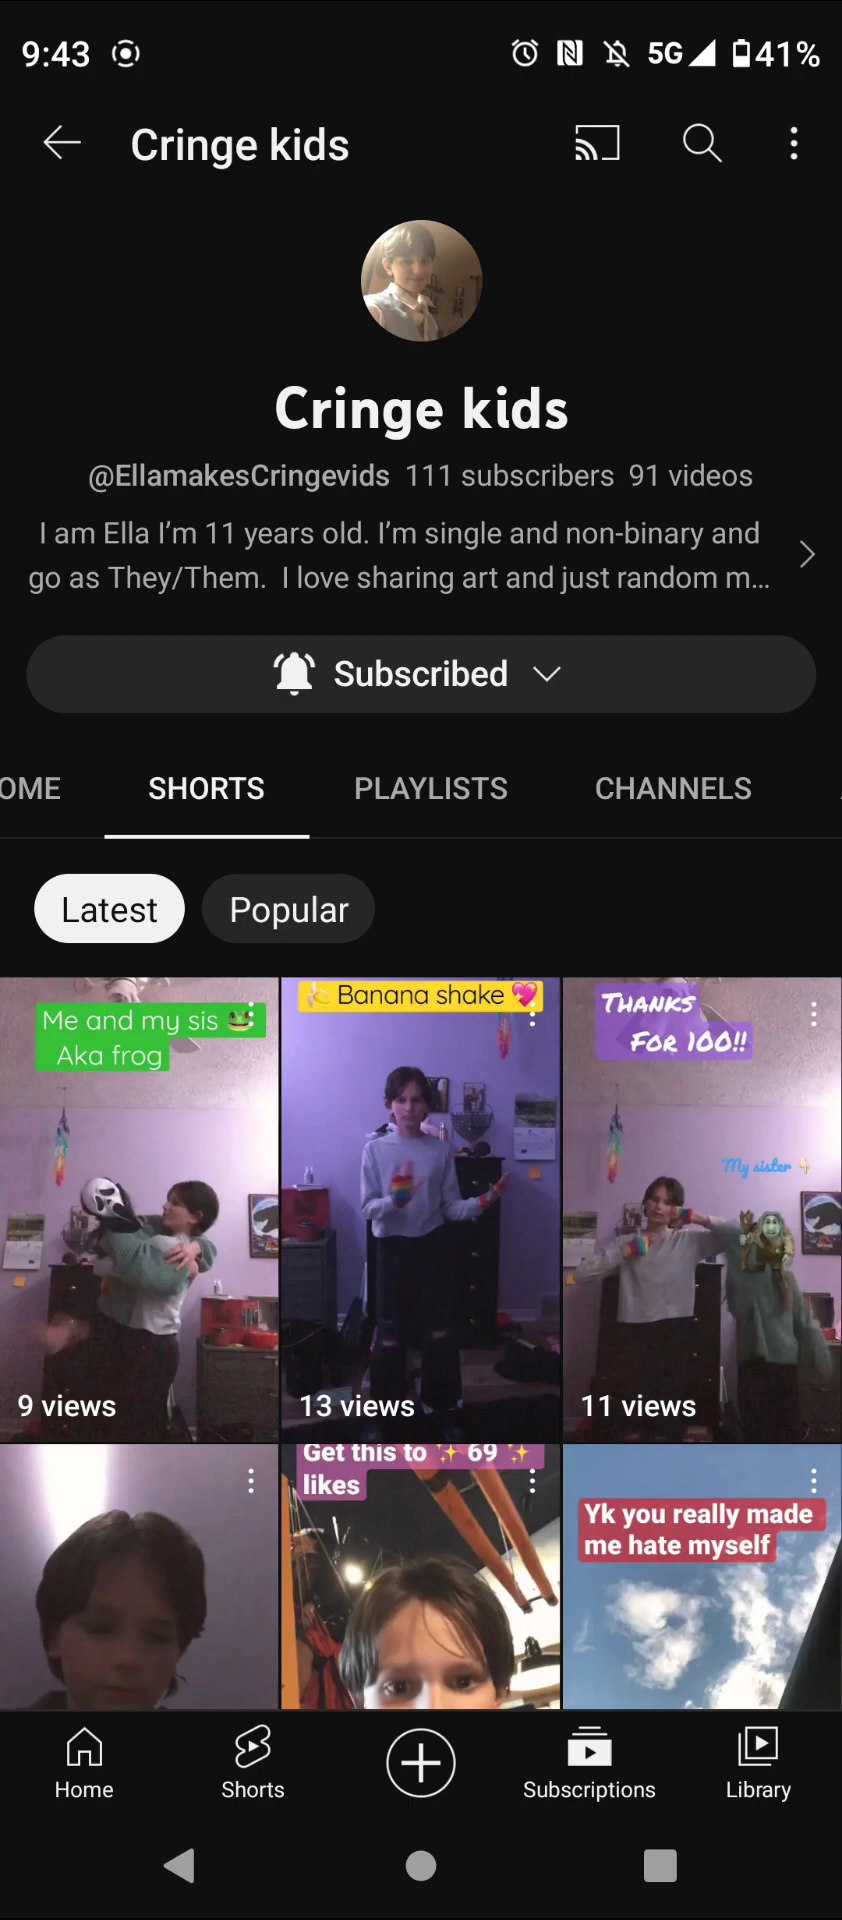 9:43 5G 41%
Cringe kids
Cringe kids
@EllamakesCringevids 111 subscribers 91 videos
I am Ella I’m 11 years old. I’m single and non-binary and
go as They/Them. I love sharing art and just random m...
Subscribed
OME SHORTS PLAYLISTS CHANNELS
Latest Popular
Me and my sis 🐸
Aka frog
9 views
🍌 Banana shake 💖
13 views
THANKS
FOR 100!!
My sister 👇
11 views
Get this to ✨ 69 ✨
likes
Yk you really made
me hate myself
Home Shorts Subscriptions Library